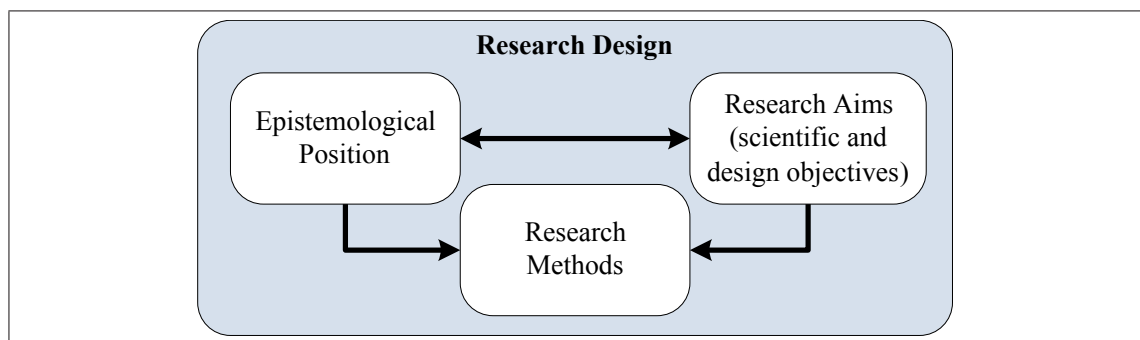 Research Design
Epistemological
Position
Research Aims
(scientific and
design objectives)
Research
Methods